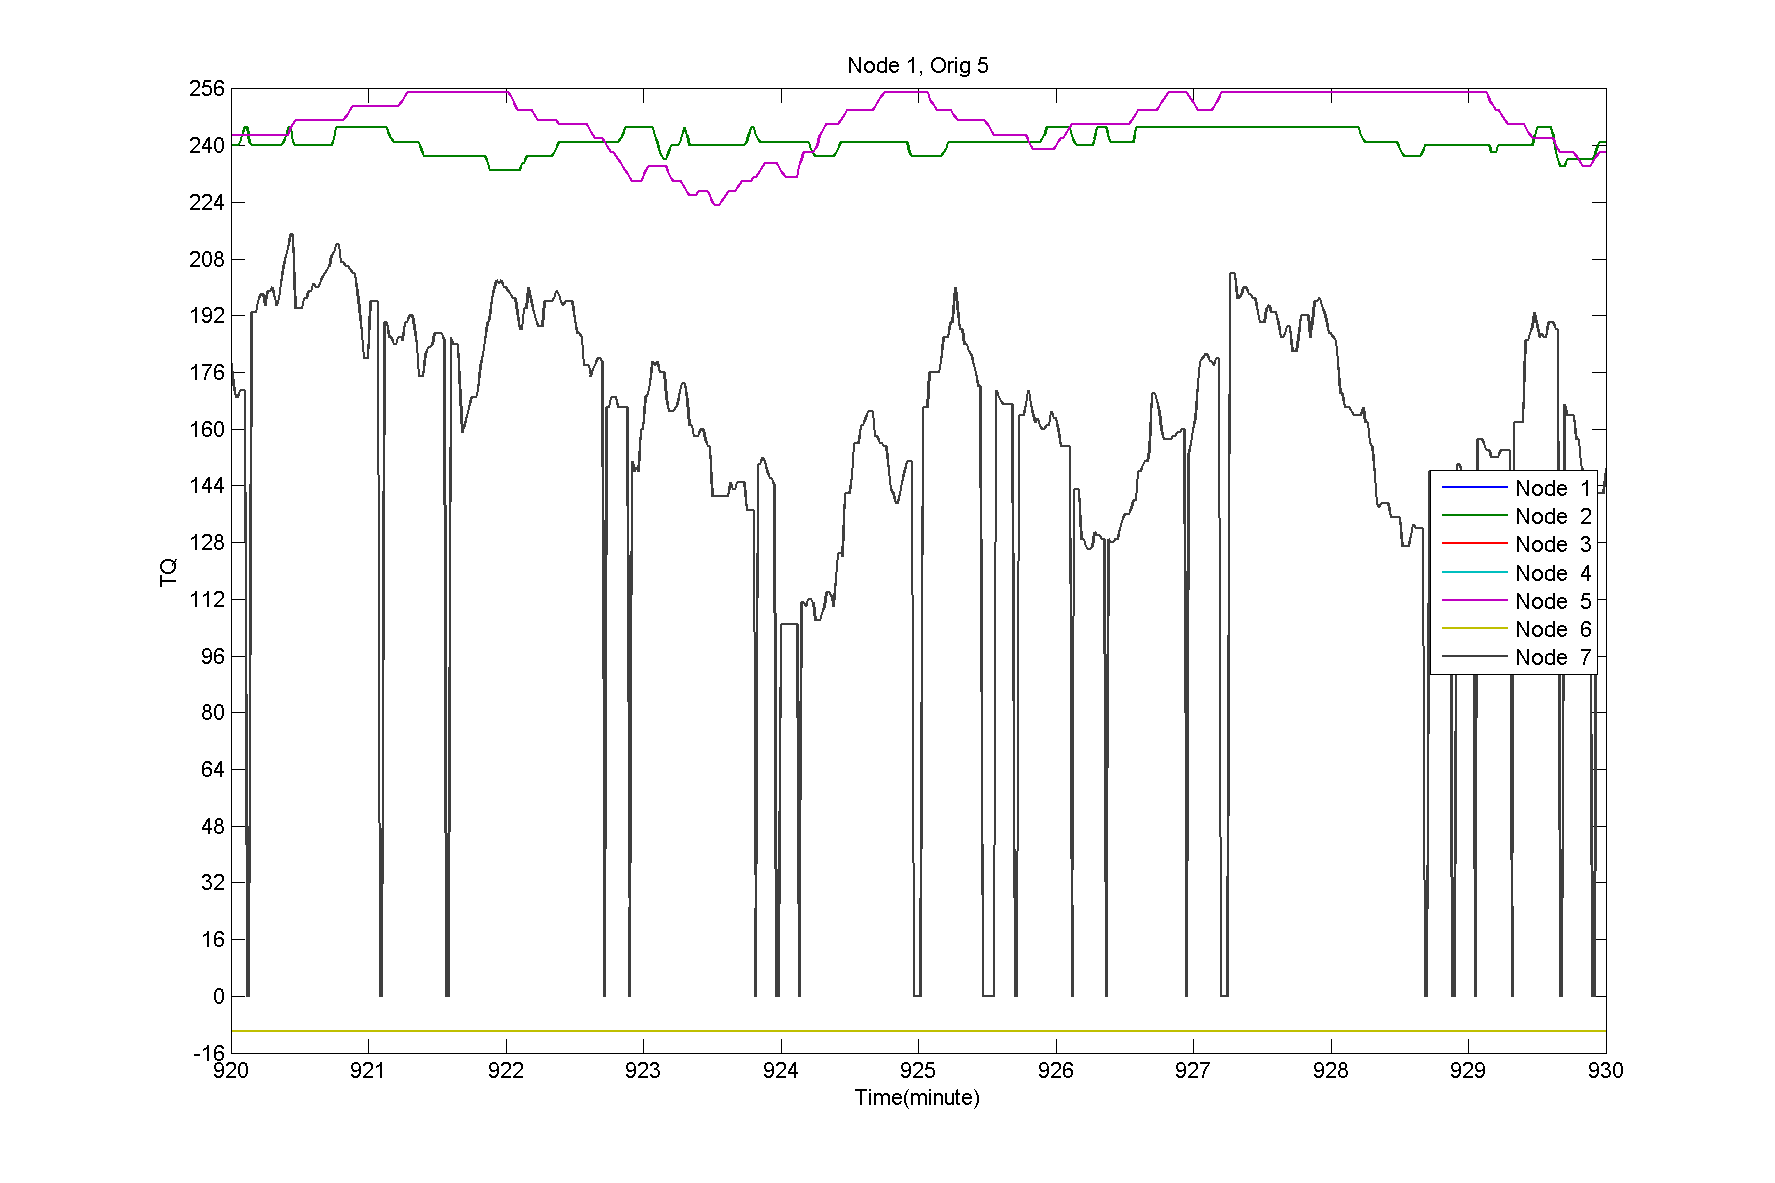 Node 1, Orig 5
256
240
224
208
192
176
160
144
128
112
96
80
64
48
32
16
0
-16
TQ
Node 1
Node 2
Node 3
Node 4
Node 5
Node 6
Node 7
920 921 922 923 924 925 926 927 928 929 930
Time(minute)